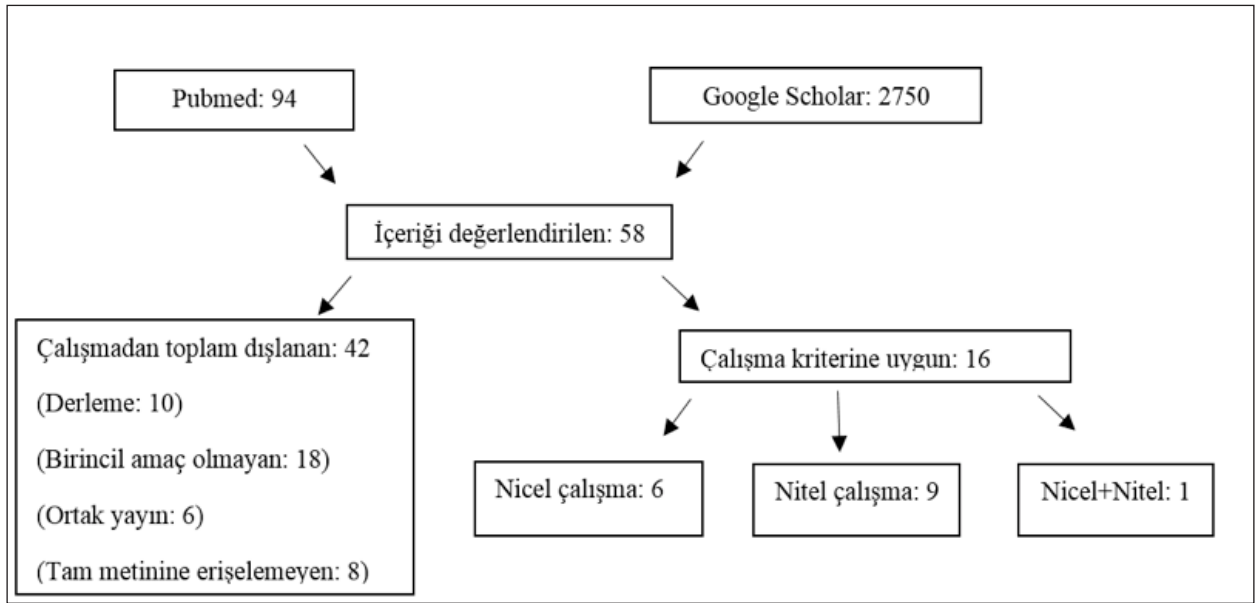 Pubmed: 94
Google Scholar: 2750
İçeriği değerlendirilen: 58
Çalışmadan toplam dışlanan: 42
(Derleme: 10)
(Birincil amaç olmayan: 18)
(Ortak yayın: 6)
(Tam metinine erişelemeyen: 8)
Çalışma kriterine uygun: 16
Nicel çalışma: 6
Nitel çalışma: 9
Nicel+Nitel: 1